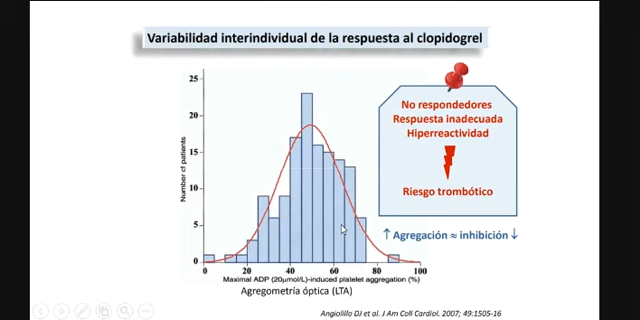 Variabilidad interindividual de la respuesta al clopidogrel
25
20
15
10
5
0
Number of patients
0
20
40
60
80
100
Maximal ADP (20µmol/L)-induced platelet aggregation (%)
Agregometría óptica (LTA)
No respondedores
Respuesta inadecuada
Hiperreactividad
Riesgo trombótico
↑ Agregación ≈ inhibición ↓
Angiolillo DJ et al. J Am Coll Cardiol. 2007; 49:1505-16